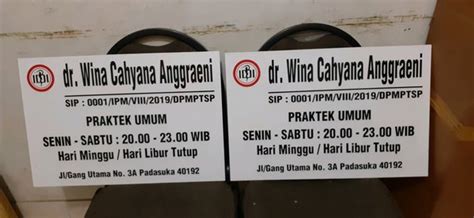 dr. Wina Cahyana Anggraeni
SIP : 0001/IPM/VIII/2019/DPMPTSP
PRAKTEK UMUM
SENIN - SABTU : 20.00 - 23.00 WIB
Hari Minggu / Hari Libur Tutup
Jl/Gang Utama No. 3A Padasuka 40192
dr. Wina Cahyana Anggraeni
SIP : 0001/IPM/VIII/2019/DPMPTSP
PRAKTEK UMUM
SENIN - SABTU : 20.00 - 23.00 WIB
Hari Minggu / Hari Libur Tutup
Jl/Gang Utama No. 3A Padasuka 40192